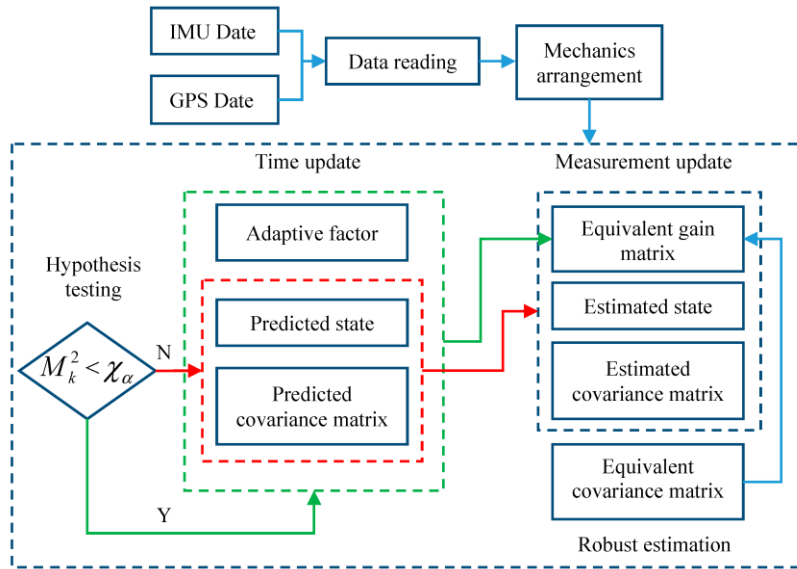 IMU Date
GPS Date
Data reading
Mechanics
arrangement
Time update
Measurement update
Adaptive factor
Equivalent gain
matrix
Hypothesis
testing
Predicted state
Estimated state
M_k^2 < χ_α
N
Predicted
covariance matrix
Estimated
covariance matrix
Equivalent
covariance matrix
Y
Robust estimation